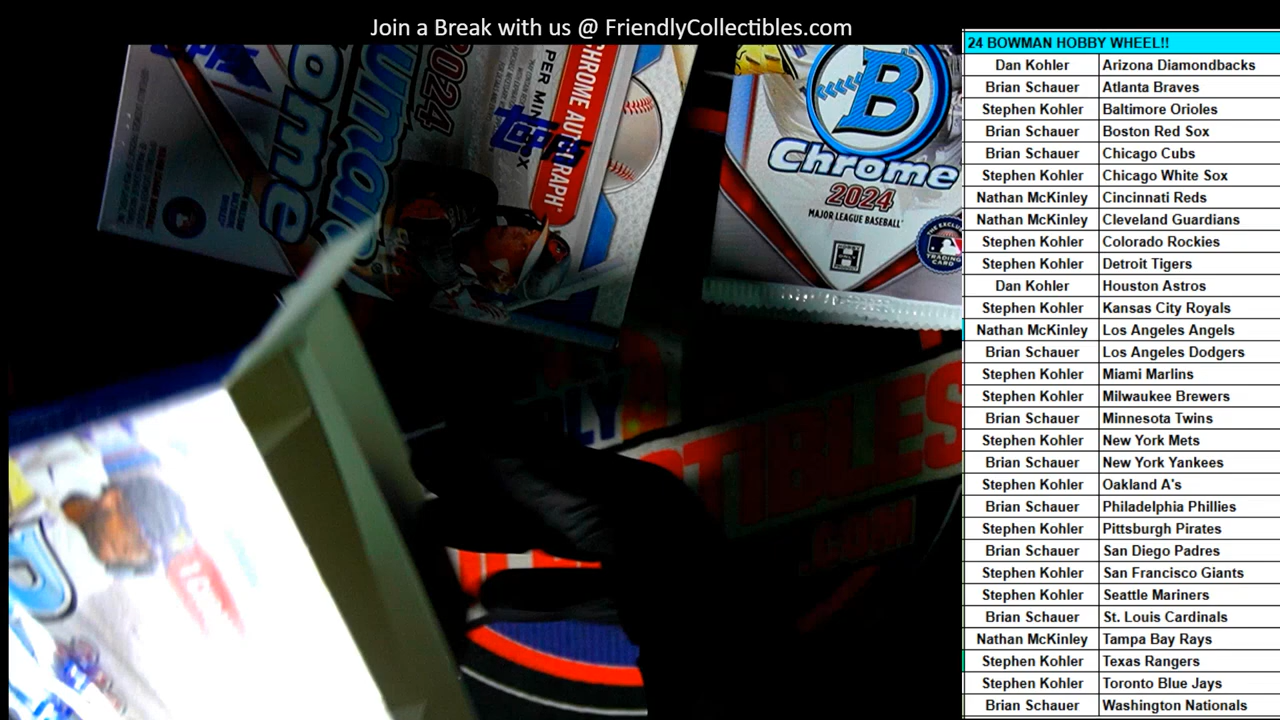 Join a Break with us @ FriendlyCollectibles.com
24 BOWMAN HOBBY WHEEL!!
Dan Kohler Arizona Diamondbacks
Brian Schauer Atlanta Braves
Stephen Kohler Baltimore Orioles
Brian Schauer Boston Red Sox
Brian Schauer Chicago Cubs
Stephen Kohler Chicago White Sox
Nathan McKinley Cincinnati Reds
Nathan McKinley Cleveland Guardians
Stephen Kohler Colorado Rockies
Stephen Kohler Detroit Tigers
Dan Kohler Houston Astros
Stephen Kohler Kansas City Royals
Nathan McKinley Los Angeles Angels
Brian Schauer Los Angeles Dodgers
Stephen Kohler Miami Marlins
Stephen Kohler Milwaukee Brewers
Brian Schauer Minnesota Twins
Stephen Kohler New York Mets
Brian Schauer New York Yankees
Stephen Kohler Oakland A's
Brian Schauer Philadelphia Phillies
Stephen Kohler Pittsburgh Pirates
Brian Schauer San Diego Padres
Stephen Kohler San Francisco Giants
Stephen Kohler Seattle Mariners
Brian Schauer St. Louis Cardinals
Nathan McKinley Tampa Bay Rays
Stephen Kohler Texas Rangers
Stephen Kohler Toronto Blue Jays
Brian Schauer Washington Nationals
B
Chrome
2024
MAJOR LEAGUE BASEBALL
2024
CHROME AUTOGRAPH
PER MIN
topps
TIBLES
.COM